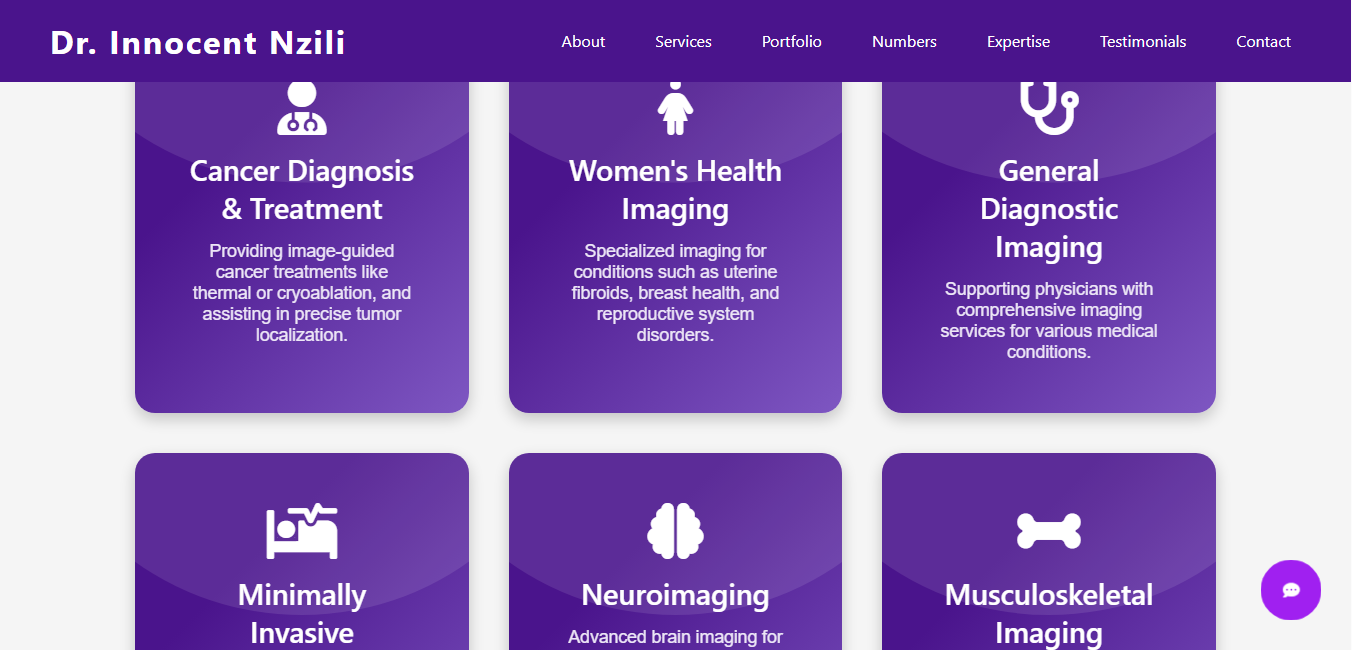 Dr. Innocent Nzili
About
Services
Portfolio
Numbers
Expertise
Testimonials
Contact
Cancer Diagnosis
& Treatment
Providing image-guided
cancer treatments like
thermal or cryoablation, and
assisting in precise tumor
localization.
Women's Health
Imaging
Specialized imaging for
conditions such as uterine
fibroids, breast health, and
reproductive system
disorders.
General
Diagnostic
Imaging
Supporting physicians with
comprehensive imaging
services for various medical
conditions.
Minimally
Invasive
Neuroimaging
Advanced brain imaging for
Musculoskeletal
Imaging